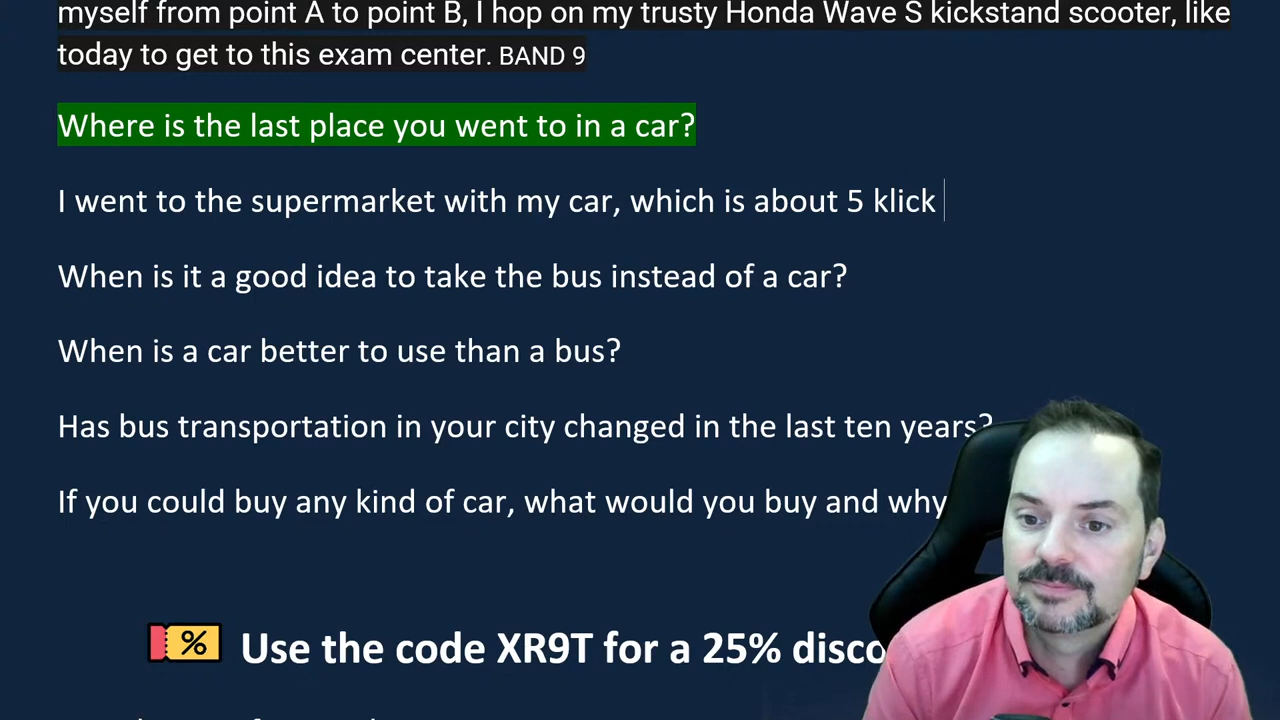 myself from point A to point B, I hop on my trusty Honda Wave S kickstand scooter, like
today to get to this exam center. BAND 9
Where is the last place you went to in a car?
I went to the supermarket with my car, which is about 5 klick
When is it a good idea to take the bus instead of a car?
When is a car better to use than a bus?
Has bus transportation in your city changed in the last ten years?
If you could buy any kind of car, what would you buy and why
% Use the code XR9T for a 25% disco